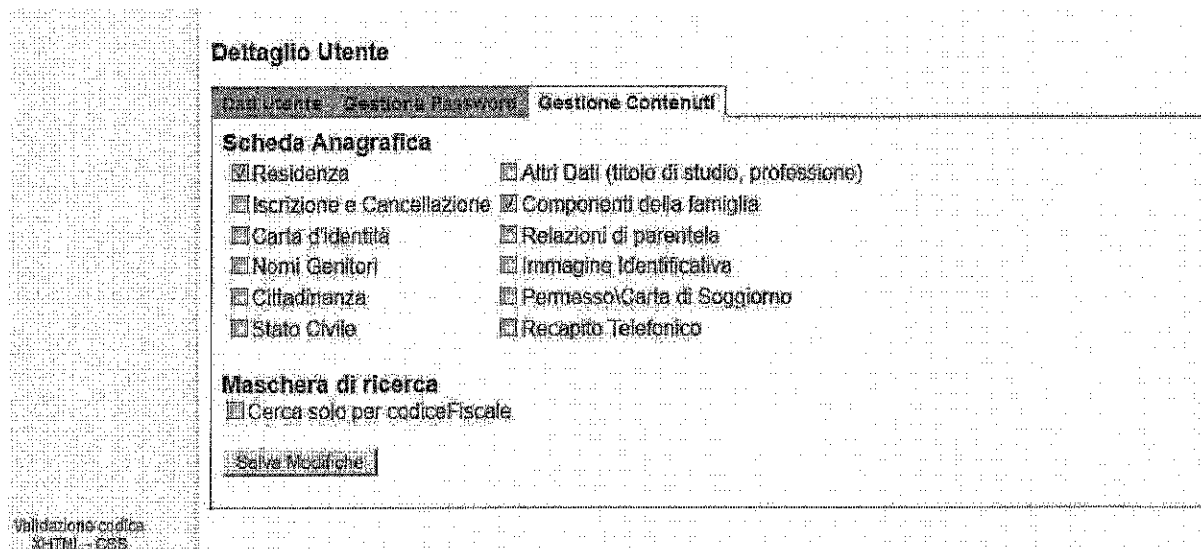 Dettaglio Utente
Dati Utente Gestione Password Gestione Contenuti
Scheda Anagrafica
Residenza Altri Dati (titolo di studio, professione)
Iscrizione e Cancellazione Componenti della famiglia
Carta d'identità Relazioni di parentela
Nomi Genitori Immagine Identificativa
Cittadinanza Permesso\Carta di Soggiorno
Stato Civile Recapito Telefonico
Maschera di ricerca
Cerca solo per codiceFiscale
Salva Modifiche
Validazione codice
XHTML - CSS